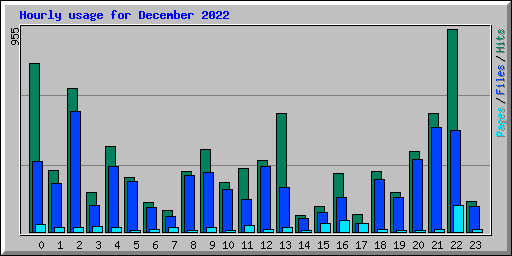 Hourly usage for December 2022
955
Pages / Files / Hits
0 1 2 3 4 5 6 7 8 9 10 11 12 13 14 15 16 17 18 19 20 21 22 23